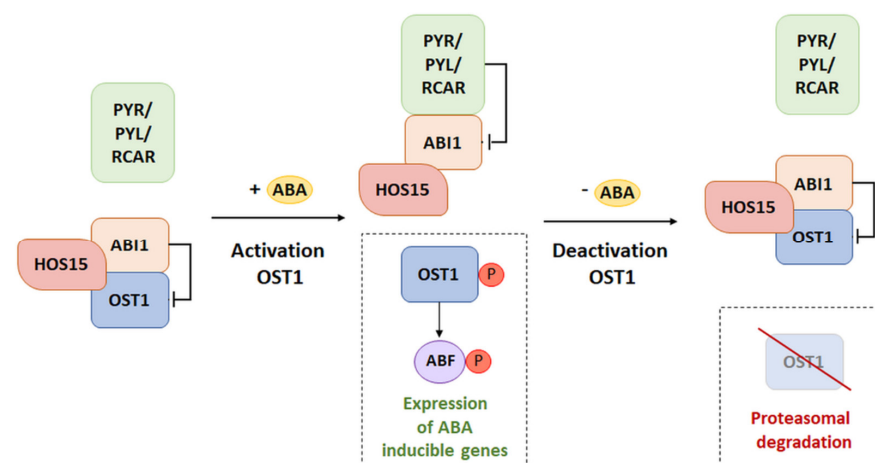 PYR/
PYL/
RCAR
HOS15
ABI1
OST1
+ ABA
Activation
OST1
PYR/
PYL/
RCAR
ABI1
HOS15
OST1
P
ABF
P
Expression
of ABA
inducible genes
- ABA
Deactivation
OST1
PYR/
PYL/
RCAR
ABI1
HOS15
OST1
OST1
Proteasomal
degradation